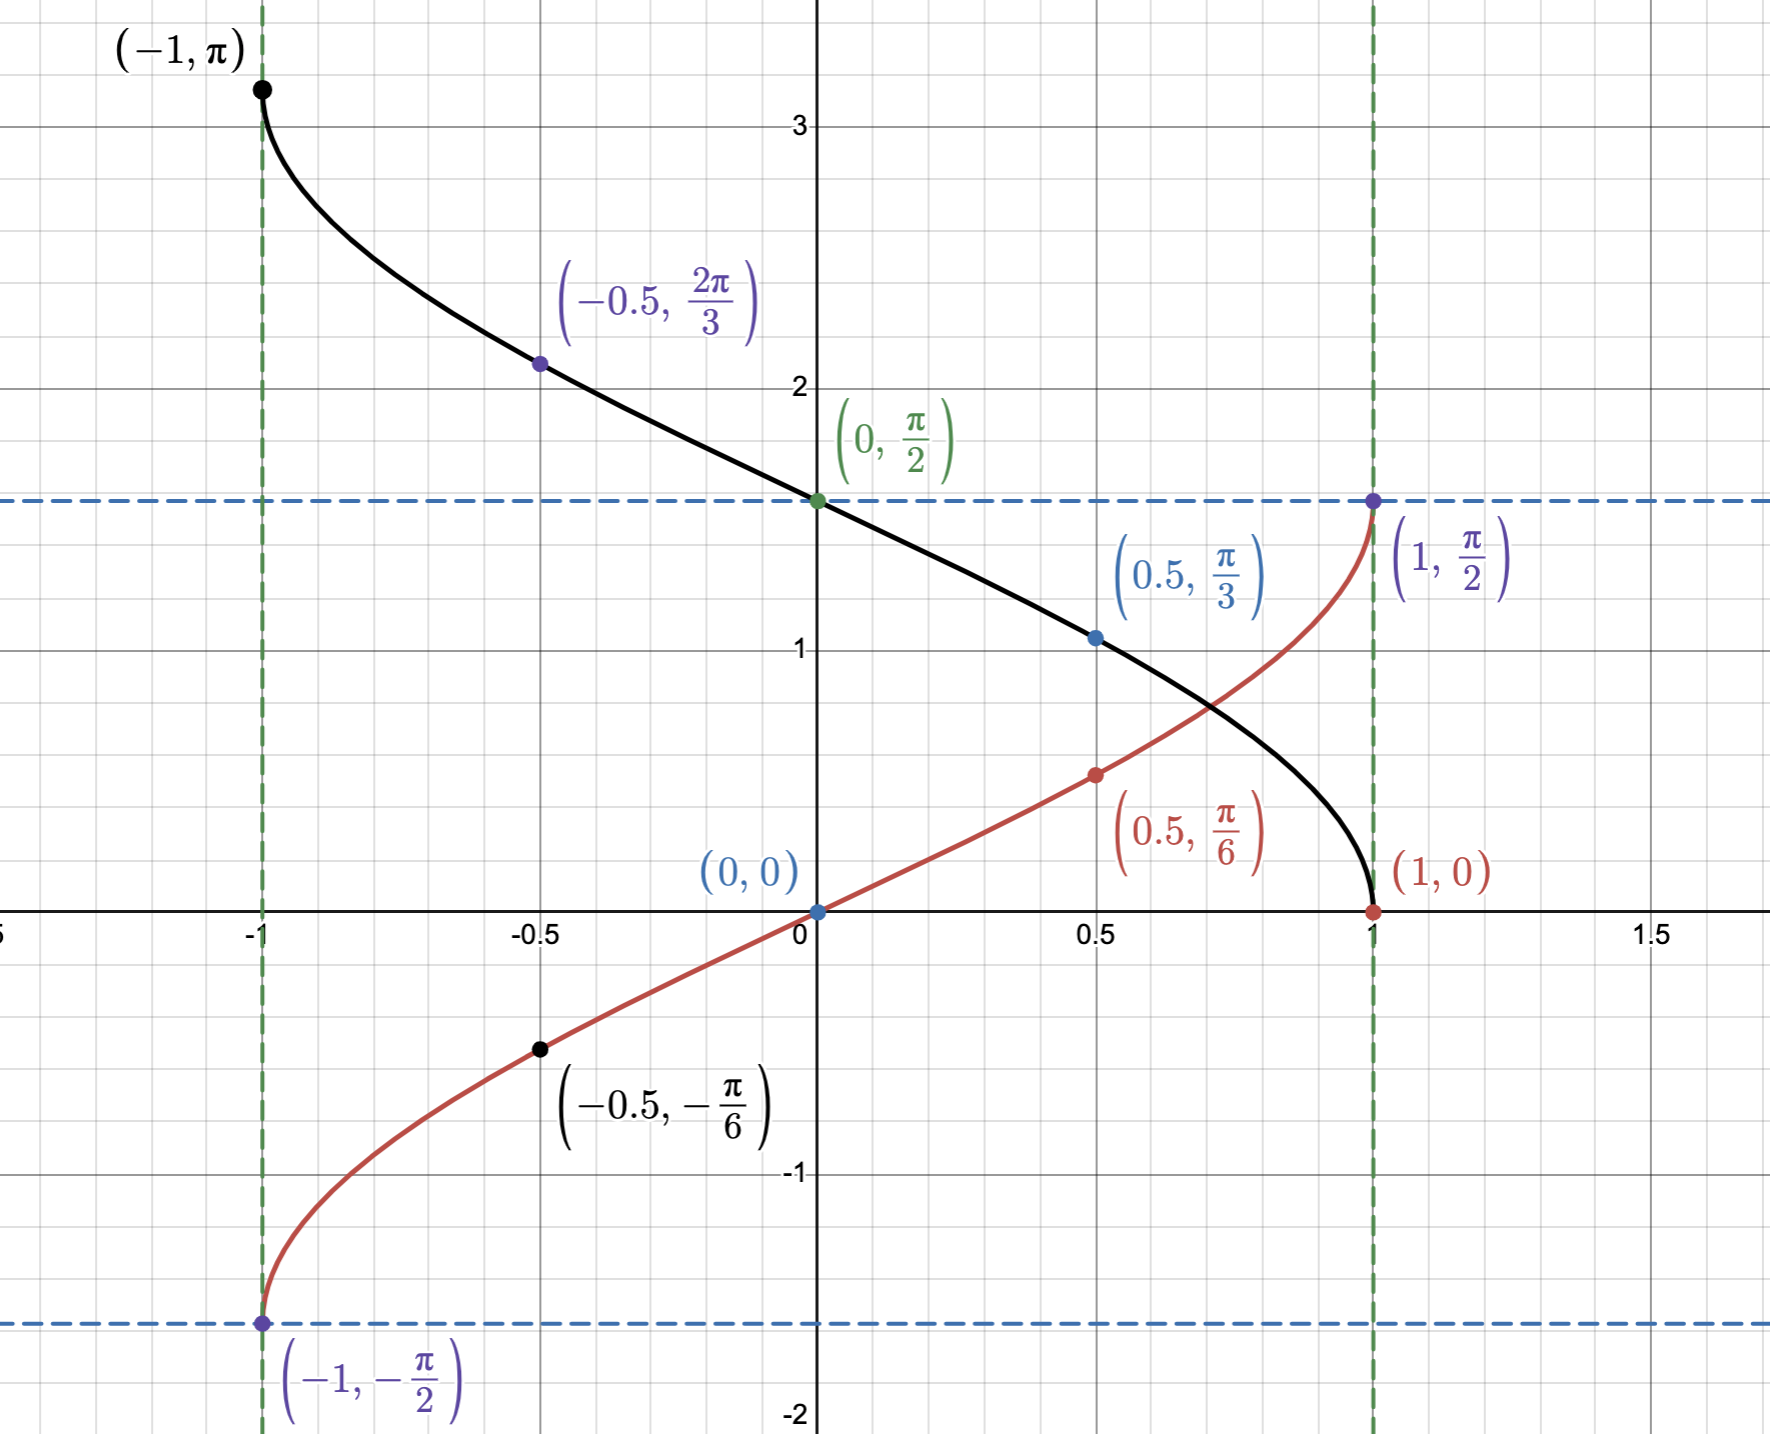 (−1, π)
3
(−0.5, 2π/3)
2
(0, π/2)
(0.5, π/3)
(1, π/2)
1
(0.5, π/6)
(0, 0)
(1, 0)
5 -1 -0.5 0 0.5 1 1.5
(−0.5, −π/6)
-1
(−1, −π/2)
-2